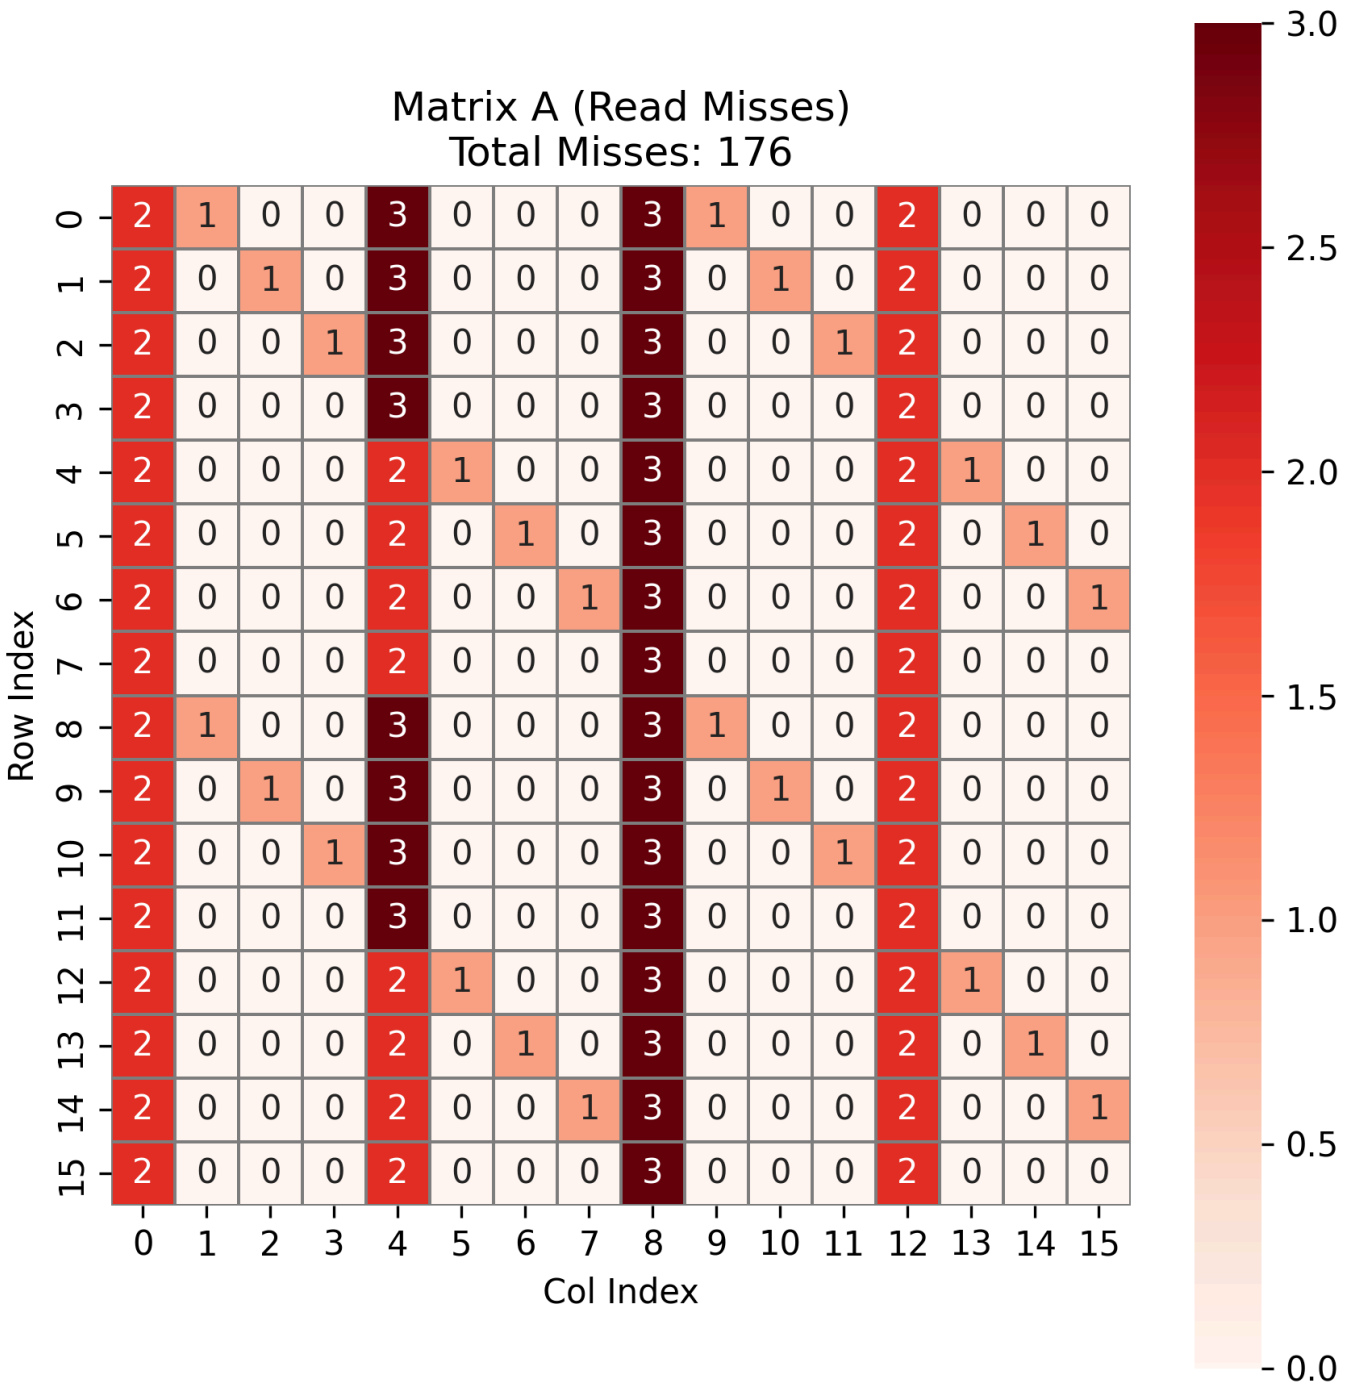 Matrix A (Read Misses)
Total Misses: 176
0 2 1 0 0 3 0 0 0 3 1 0 0 2 0 0 0
1 2 0 1 0 3 0 0 0 3 0 1 0 2 0 0 0
2 2 0 0 1 3 0 0 0 3 0 0 1 2 0 0 0
3 2 0 0 0 3 0 0 0 3 0 0 0 2 0 0 0
4 2 0 0 0 2 1 0 0 3 0 0 0 2 1 0 0
5 2 0 0 0 2 0 1 0 3 0 0 0 2 0 1 0
6 2 0 0 0 2 0 0 1 3 0 0 0 2 0 0 1
7 2 0 0 0 2 0 0 0 3 0 0 0 2 0 0 0
8 2 1 0 0 3 0 0 0 3 1 0 0 2 0 0 0
9 2 0 1 0 3 0 0 0 3 0 1 0 2 0 0 0
10 2 0 0 1 3 0 0 0 3 0 0 1 2 0 0 0
11 2 0 0 0 3 0 0 0 3 0 0 0 2 0 0 0
12 2 0 0 0 2 1 0 0 3 0 0 0 2 1 0 0
13 2 0 0 0 2 0 1 0 3 0 0 0 2 0 1 0
14 2 0 0 0 2 0 0 1 3 0 0 0 2 0 0 1
15 2 0 0 0 2 0 0 0 3 0 0 0 2 0 0 0
0 1 2 3 4 5 6 7 8 9 10 11 12 13 14 15
Col Index
Row Index
3.0
2.5
2.0
1.5
1.0
0.5
0.0